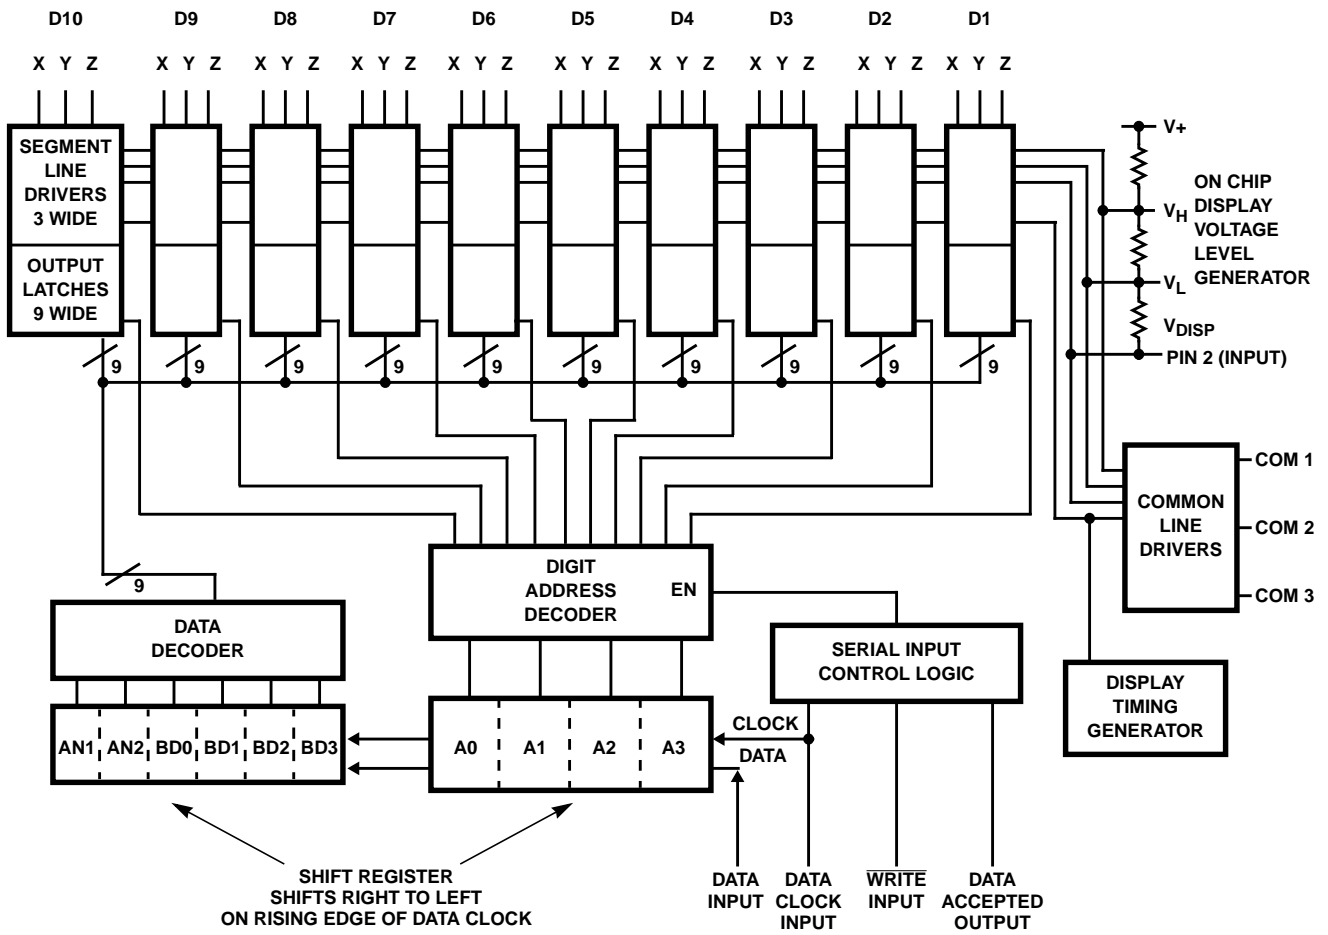 D10 D9 D8 D7 D6 D5 D4 D3 D2 D1
X Y Z X Y Z X Y Z X Y Z X Y Z X Y Z X Y Z X Y Z X Y Z X Y Z
SEGMENT
LINE
DRIVERS
3 WIDE
OUTPUT
LATCHES
9 WIDE
V+
VH
VL
VDISP
PIN 2 (INPUT)
ON CHIP
DISPLAY
VOLTAGE
LEVEL
GENERATOR
9 9 9 9 9 9 9 9 9 9
COMMON
LINE
DRIVERS
COM 1
COM 2
COM 3
9
DIGIT
ADDRESS
DECODER
EN
DATA
DECODER
SERIAL INPUT
CONTROL LOGIC
DISPLAY
TIMING
GENERATOR
AN1 AN2 BD0 BD1 BD2 BD3
A0 A1 A2 A3
CLOCK
DATA
SHIFT REGISTER
SHIFTS RIGHT TO LEFT
ON RISING EDGE OF DATA CLOCK
DATA
INPUT
DATA
CLOCK
INPUT
WRITE
INPUT
DATA
ACCEPTED
OUTPUT